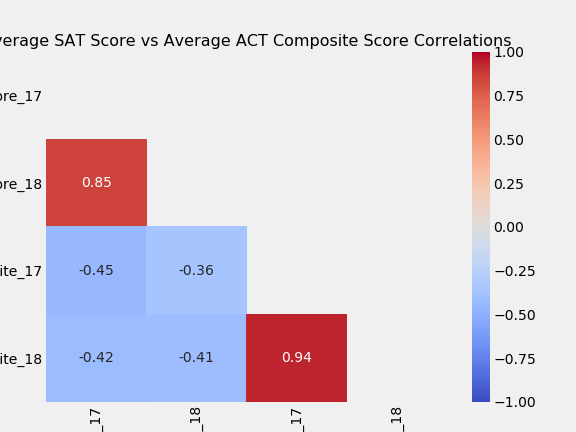 verage SAT Score vs Average ACT Composite Score Correlations
ore_17
ore_18
0.85
ite_17
-0.45 -0.36
ite_18
-0.42 -0.41 0.94
_17 _18 _17 _18
1.00
0.75
0.50
0.25
0.00
−0.25
−0.50
−0.75
−1.00